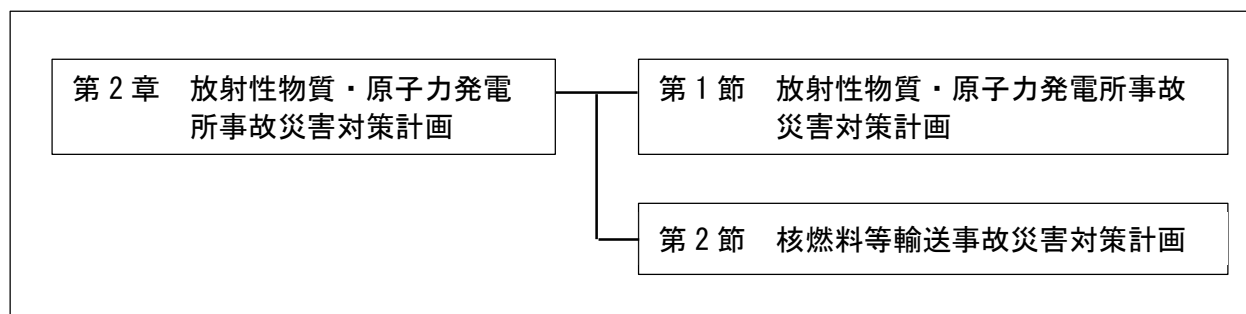 第2章　放射性物質・原子力発電
所事故災害対策計画
第1節　放射性物質・原子力発電所事故
災害対策計画
第2節　核燃料等輸送事故災害対策計画